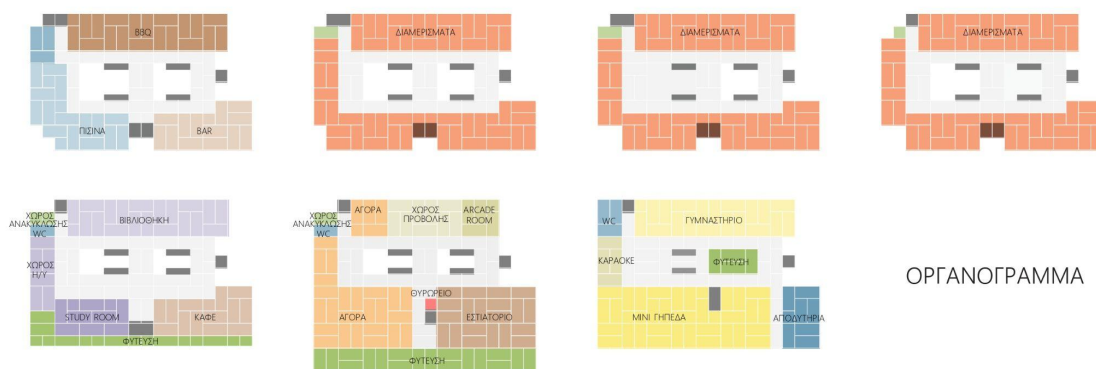 BBQ
ΠΙΣΙΝΑ
BAR
ΔΙΑΜΕΡΙΣΜΑΤΑ
ΔΙΑΜΕΡΙΣΜΑΤΑ
ΔΙΑΜΕΡΙΣΜΑΤΑ
ΧΩΡΟΣ
ΑΝΑΚΥΚΛΩΣΗΣ
WC
ΒΙΒΛΙΟΘΗΚΗ
ΧΩΡΟΣ
Η/Υ
STUDY ROOM
ΚΑΦΕ
ΦΥΤΕΥΣΗ
ΧΩΡΟΣ
ΑΝΑΚΥΚΛΩΣΗΣ
WC
ΑΓΟΡΑ
ΧΩΡΟΣ
ΠΡΟΒΟΛΗΣ
ARCADE
ROOM
ΘΥΡΩΡΕΙΟ
ΑΓΟΡΑ
ΕΣΤΙΑΤΟΡΙΟ
ΦΥΤΕΥΣΗ
WC
ΓΥΜΝΑΣΤΗΡΙΟ
ΚΑΡΑΟΚΕ
ΦΥΤΕΥΣΗ
ΜΙΝΙ ΓΗΠΕΔΑ
ΑΠΟΔΥΤΗΡΙΑ
ΟΡΓΑΝΟΓΡΑΜΜΑ